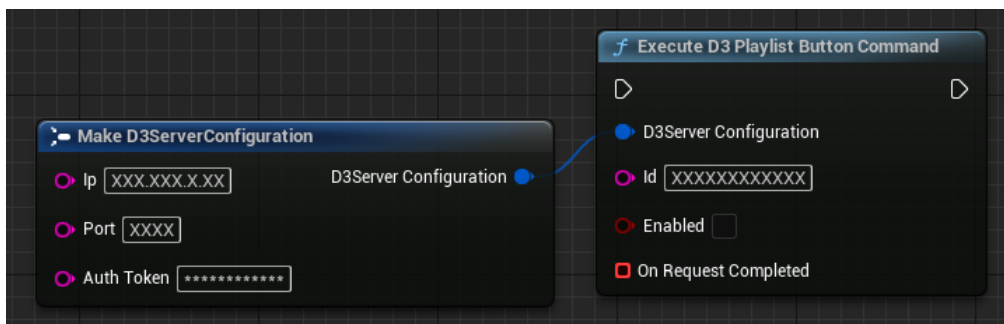 Execute D3 Playlist Button Command
Make D3ServerConfiguration
D3Server Configuration
Ip XXX.XXX.X.XX
D3Server Configuration
Id XXXXXXXXXXXX
Port XXXX
Enabled
Auth Token ************
On Request Completed